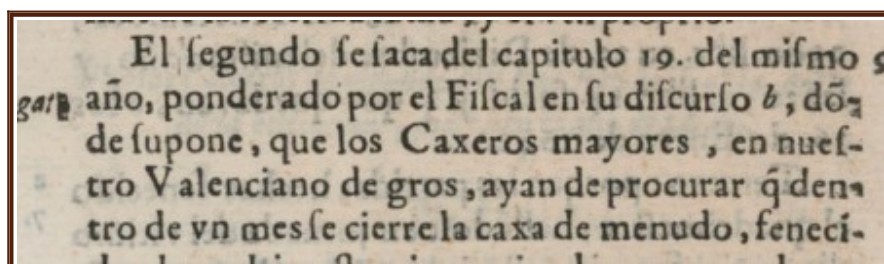 El ſegundo ſe ſaca del capitulo 19. del miſmo
año, ponderado por el Fiſcal en ſu diſcurſo b, dõ-
de ſupone, que los Caxeros mayores, en nueſ-
tro Valenciano de gros, ayan de procurar q̃ den-
tro de vn mes ſe cierre la caxa de menudo, feneci-